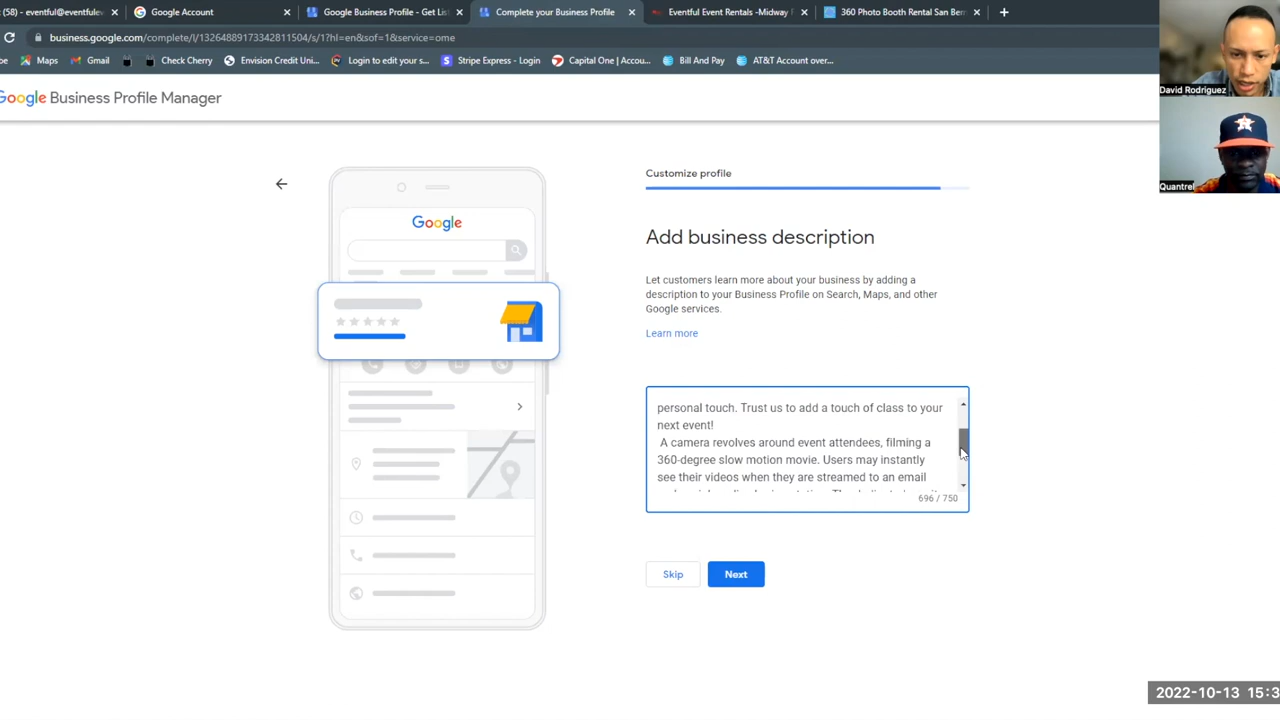 (58) - eventful@eventfulev
Google Account
Google Business Profile - Get List
Complete your Business Profile
Eventful Event Rentals -Midway F
360 Photo Booth Rental San Bern
business.google.com/complete/l/13264889173342811504/s/1?hl=en&sof=1&service=ome
be
Maps
Gmail
Check Cherry
Envision Credit Uni...
Login to edit your s...
Stripe Express - Login
Capital One | Accou...
Bill And Pay
AT&T Account over...
David Rodriguez
Google Business Profile Manager
Quantrel
Customize profile
Google
Add business description
Let customers learn more about your business by adding a
description to your Business Profile on Search, Maps, and other
Google services.
Learn more
personal touch. Trust us to add a touch of class to your
next event!
A camera revolves around event attendees, filming a
360-degree slow motion movie. Users may instantly
see their videos when they are streamed to an email
696 / 750
Skip
Next
2022-10-13 15:3